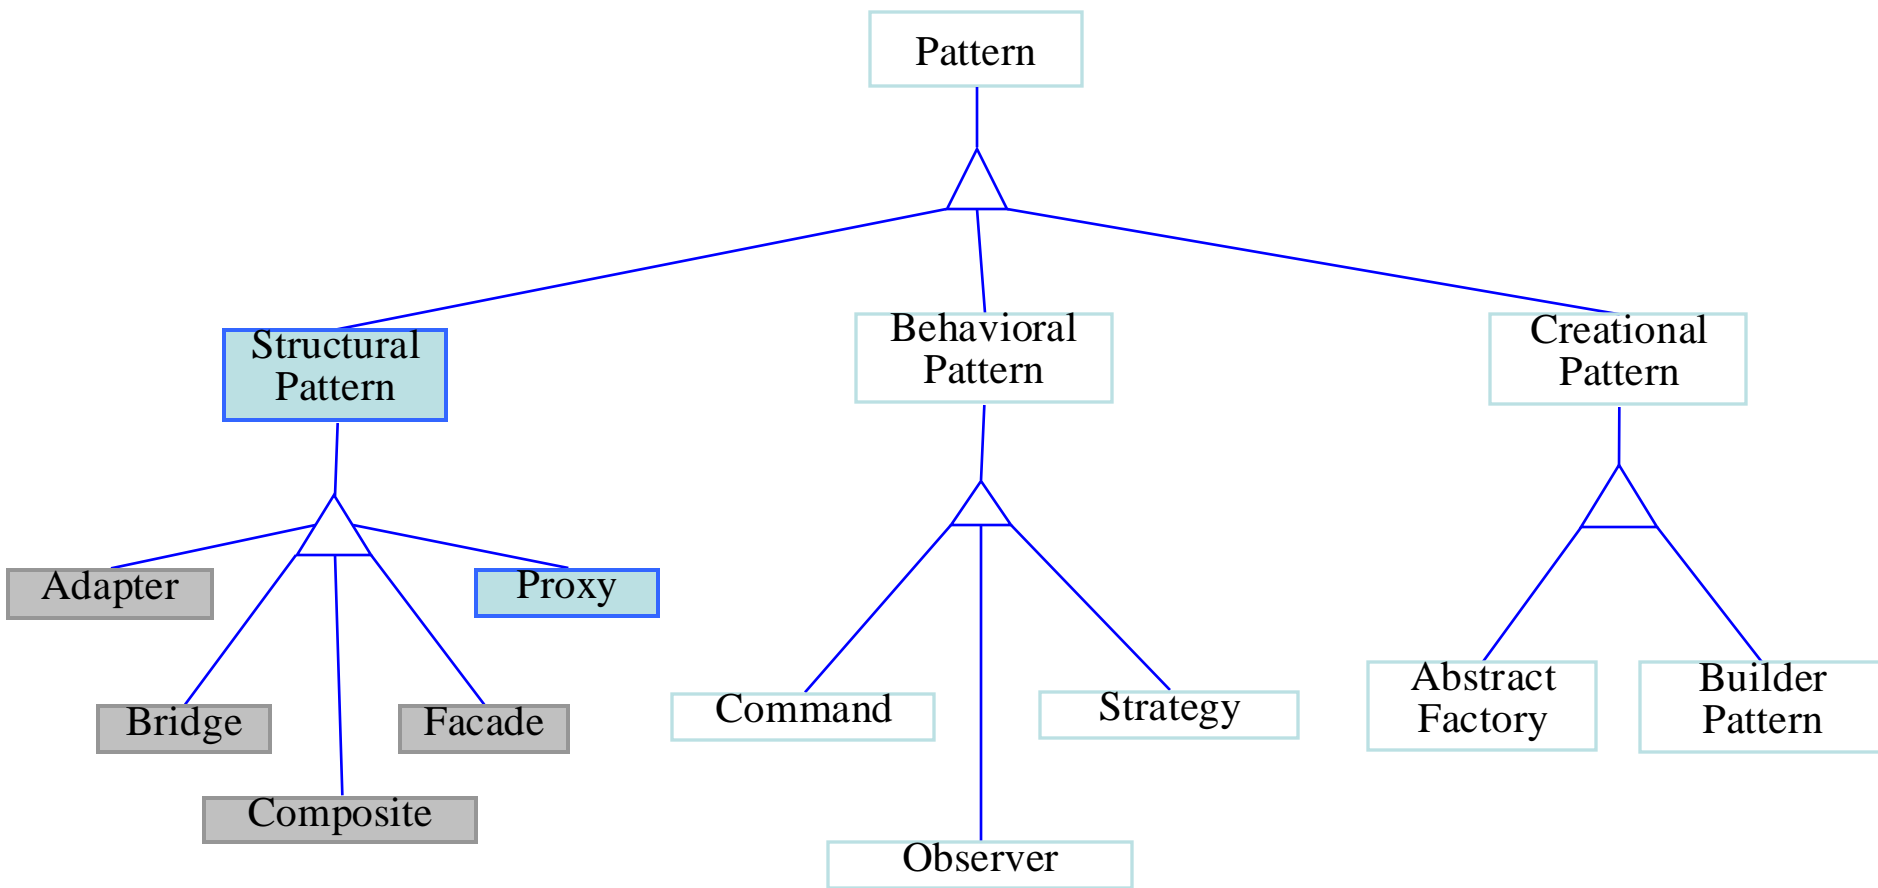 Pattern
Structural
Pattern
Behavioral
Pattern
Creational
Pattern
Adapter
Proxy
Bridge
Facade
Composite
Command
Strategy
Observer
Abstract
Factory
Builder
Pattern